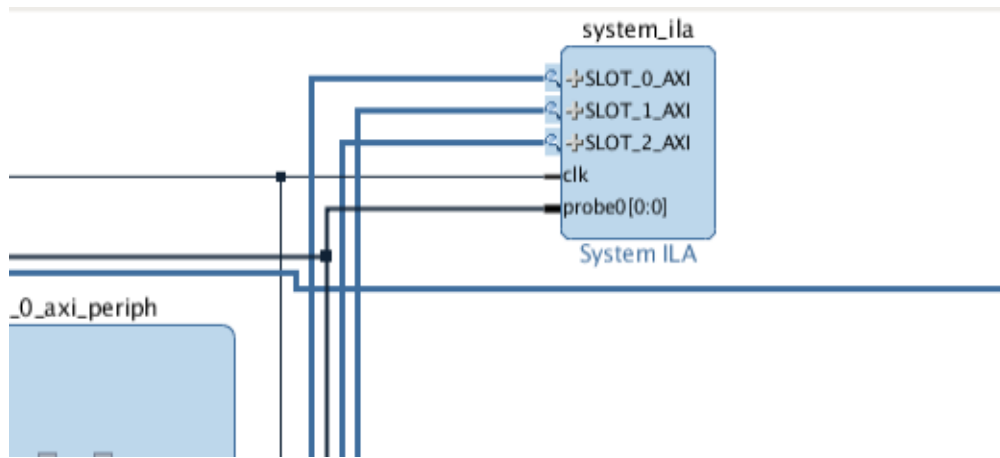 system_ila
SLOT_0_AXI
SLOT_1_AXI
SLOT_2_AXI
clk
probe0[0:0]
System ILA
_0_axi_periph